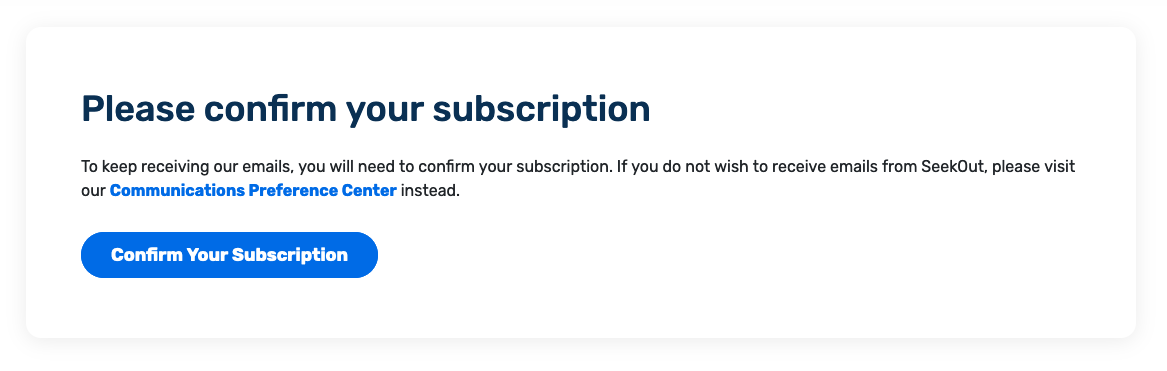 Please confirm your subscription
To keep receiving our emails, you will need to confirm your subscription. If you do not wish to receive emails from SeekOut, please visit
our Communications Preference Center instead.
Confirm Your Subscription